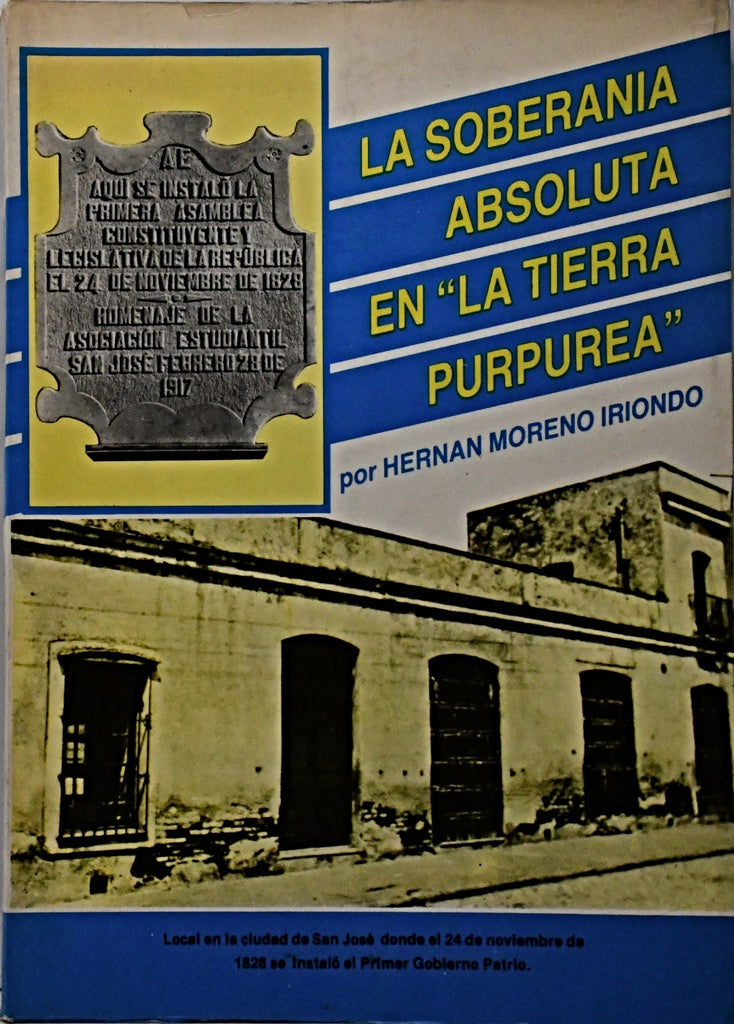 A E
AQUI SE INSTALÓ LA
PRIMERA ASAMBLEA
CONSTITUYENTE Y
LEGISLATIVA DE LA REPÚBLICA
EL 24 DE NOVIEMBRE DE 1828
HOMENAJE DE LA
ASOCIACIÓN ESTUDIANTIL
SAN JOSÉ FEBRERO 28 DE
1917
LA SOBERANIA
ABSOLUTA
EN “LA TIERRA
PURPUREA”
por HERNAN MORENO IRIONDO
Local en la ciudad de San José donde el 24 de noviembre de
1828 se instaló el Primer Gobierno Patrio.